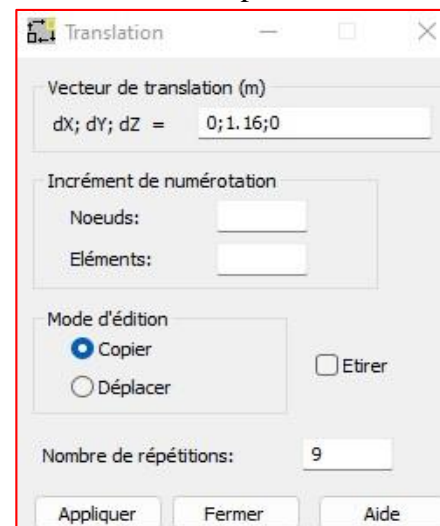 Translation
Vecteur de translation (m)
dX; dY; dZ = 0;1.16;0
Incrément de numérotation
Noeuds:
Eléments:
Mode d'édition
Copier
Etirer
Déplacer
Nombre de répétitions: 9
Appliquer Fermer Aide